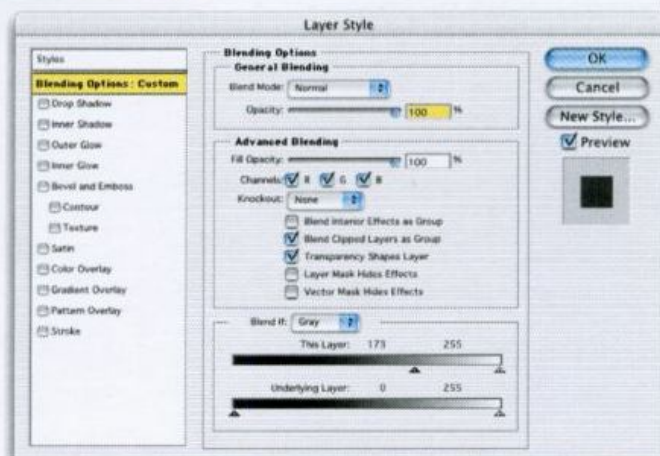 Layer Style
Styles
Blending Options : Custom
Drop Shadow
Inner Shadow
Outer Glow
Inner Glow
Bevel and Emboss
Contour
Texture
Satin
Color Overlay
Gradient Overlay
Pattern Overlay
Stroke
Blending Options
General Blending
Blend Mode: Normal
Opacity: 100 %
Advanced Blending
Fill Opacity: 100 %
Channels: R G B
Knockout: None
Blend Interior Effects as Group
Blend Clipped Layers as Group
Transparency Shapes Layer
Layer Mask Hides Effects
Vector Mask Hides Effects
Blend If: Gray
This Layer: 173 255
Underlying Layer: 0 255
OK
Cancel
New Style...
Preview